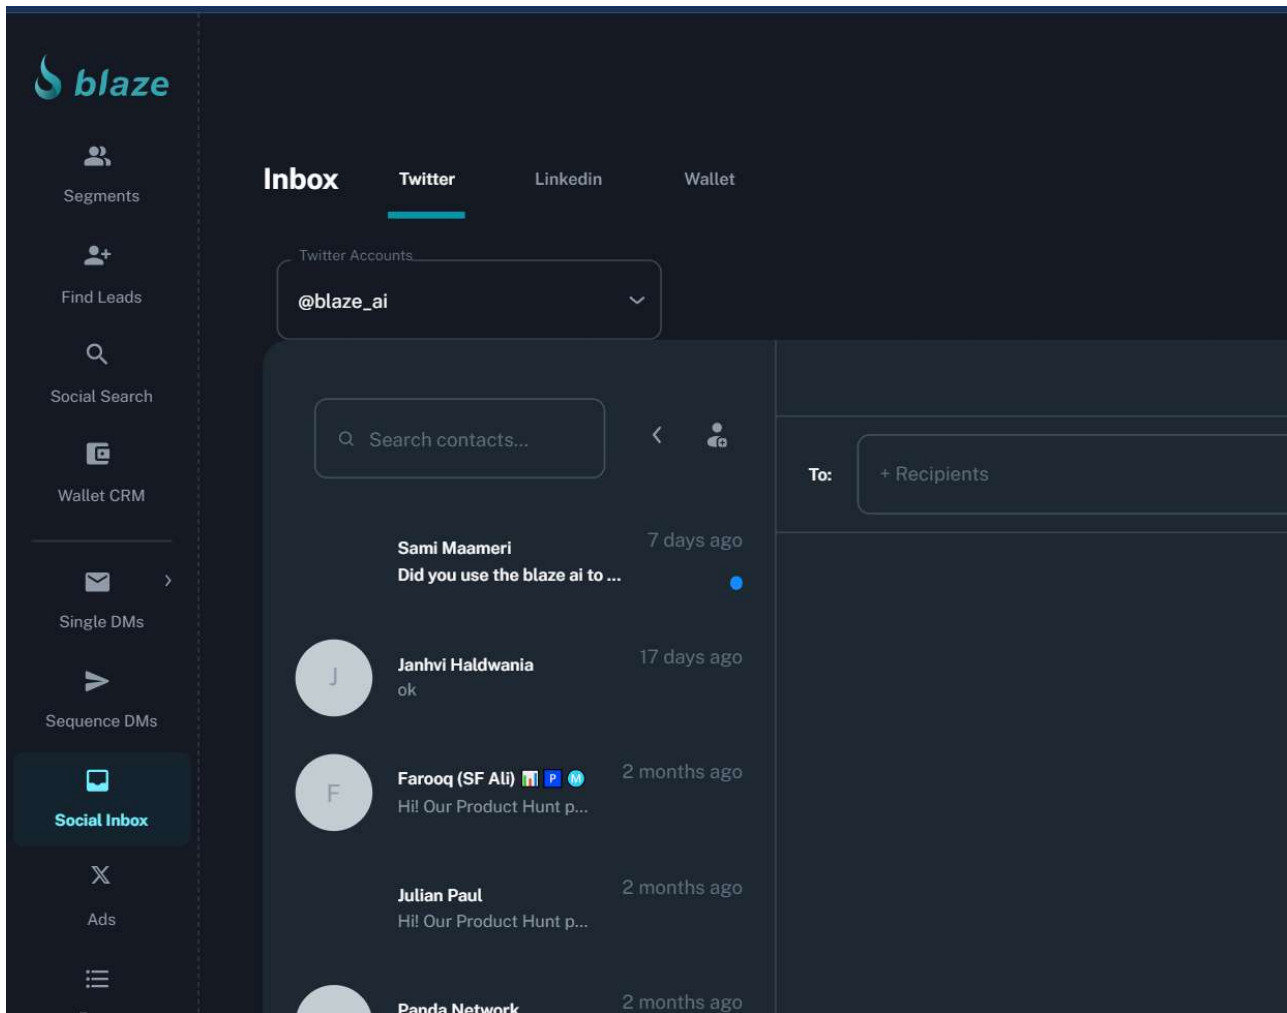 blaze
Segments
Find Leads
Social Search
Wallet CRM
Single DMs
Sequence DMs
Social Inbox
Ads
Inbox
Twitter
Linkedin
Wallet
Twitter Accounts
@blaze_ai
Search contacts...
Sami Maameri
7 days ago
Did you use the blaze ai to ...
J
Janhvi Haldwania
17 days ago
ok
F
Farooq (SF Ali) 📊 🅿 Ⓜ
2 months ago
Hi! Our Product Hunt p...
Julian Paul
2 months ago
Hi! Our Product Hunt p...
Panda Network
2 months ago
To:
+ Recipients